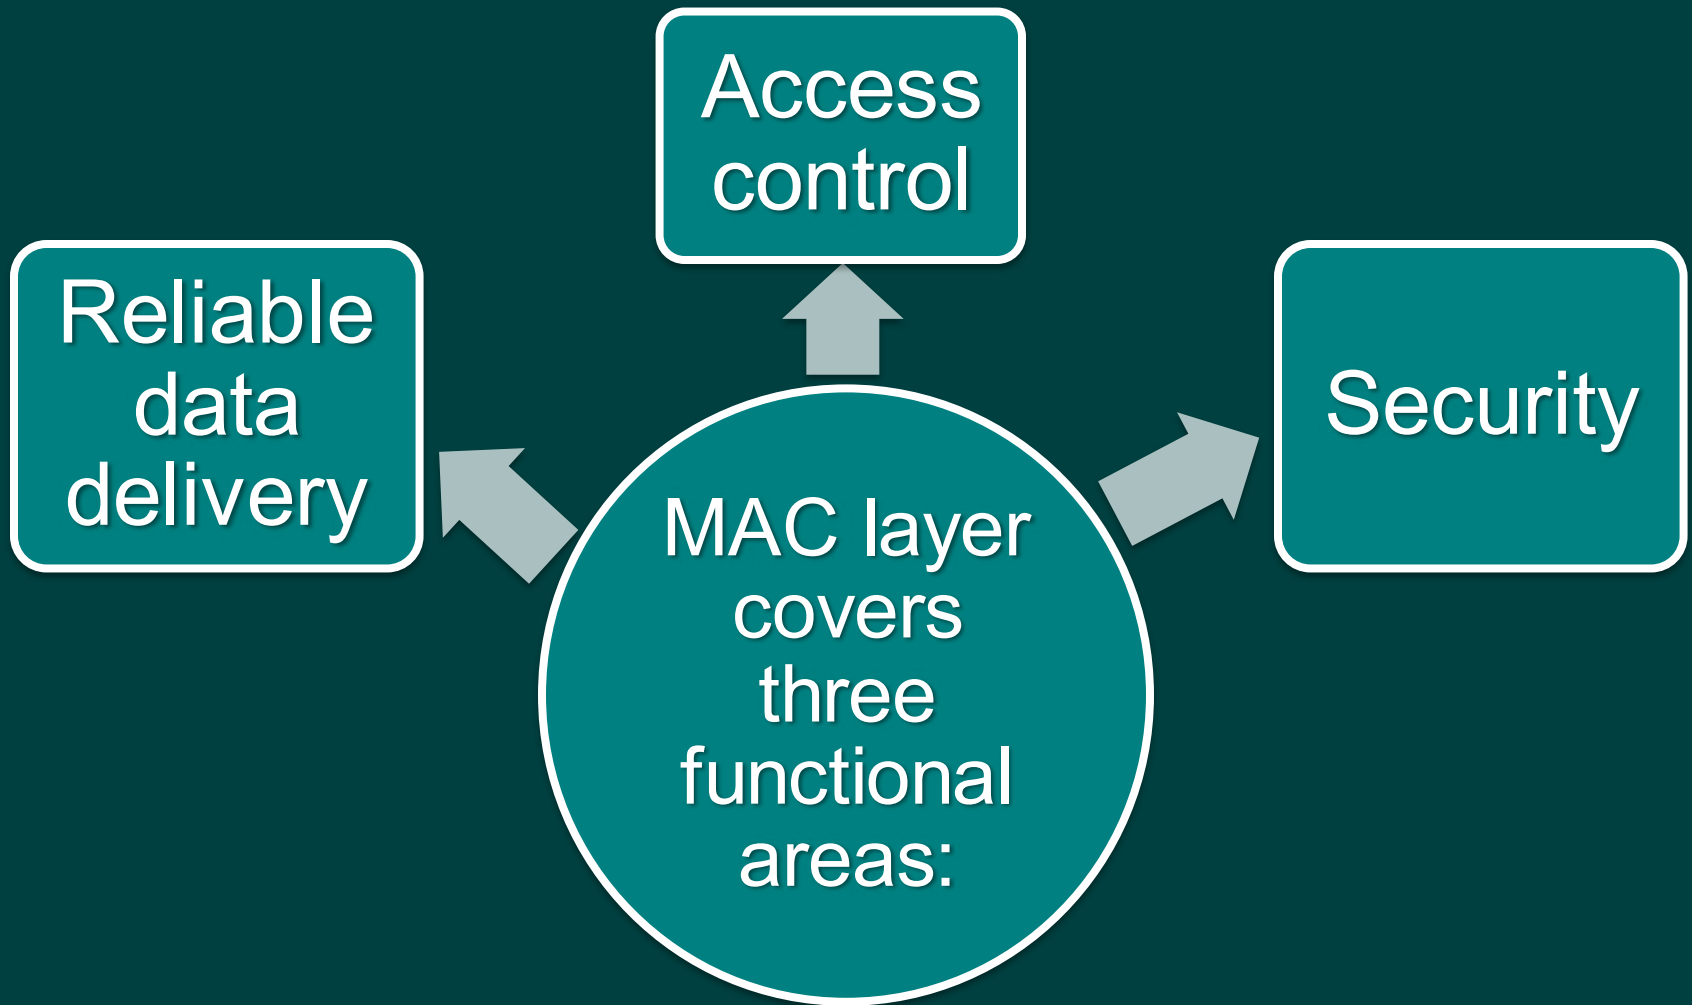 Access
control
Reliable
data
delivery
Security
MAC layer
covers
three
functional
areas: